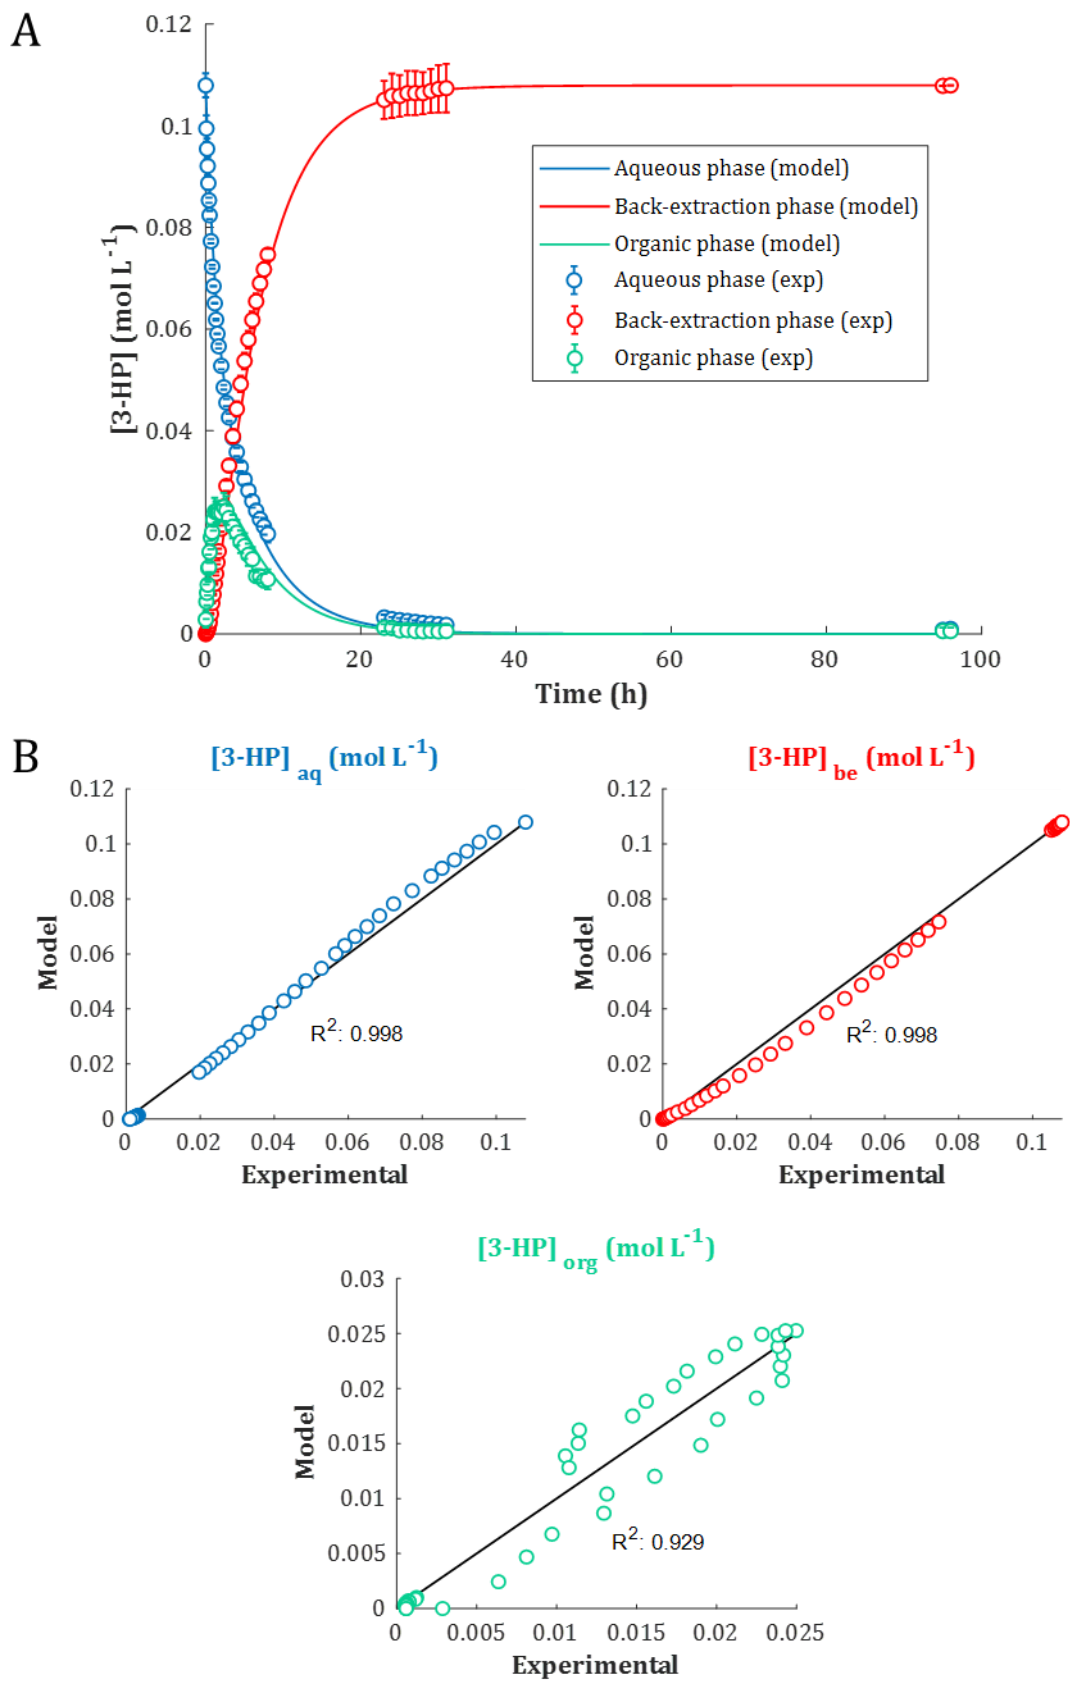 A
0.12
0.1
0.08
0.06
0.04
0.02
0
[3-HP] (mol L-1)
Aqueous phase (model)
Back-extraction phase (model)
Organic phase (model)
Aqueous phase (exp)
Back-extraction phase (exp)
Organic phase (exp)
0 20 40 60 80 100
Time (h)
B
[3-HP] aq (mol L-1)
0.12
0.1
0.08
0.06
0.04
0.02
0
Model
R2: 0.998
0 0.02 0.04 0.06 0.08 0.1
Experimental
[3-HP] be (mol L-1)
0.12
0.1
0.08
0.06
0.04
0.02
0
Model
R2: 0.998
0 0.02 0.04 0.06 0.08 0.1
Experimental
[3-HP] org (mol L-1)
0.03
0.025
0.02
0.015
0.01
0.005
0
Model
R2: 0.929
0 0.005 0.01 0.015 0.02 0.025
Experimental